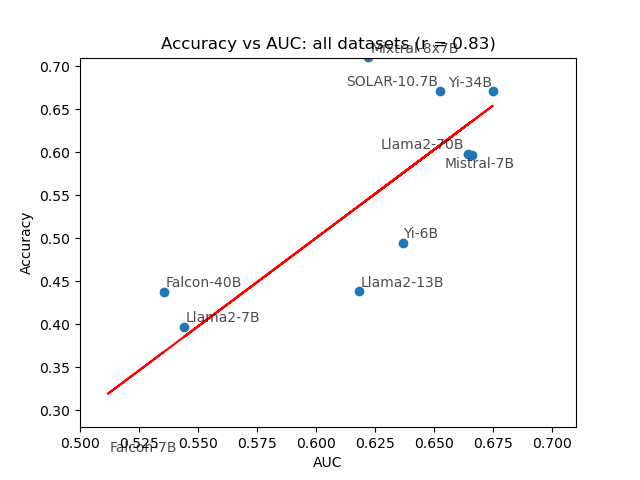 Accuracy vs AUC: all datasets (r = 0.83)
Mixtral-8x7B
0.70
SOLAR-10.7B
Yi-34B
0.65
Llama2-70B
0.60
Mistral-7B
0.55
Accuracy
0.50
Yi-6B
0.45
Falcon-40B
Llama2-13B
0.40
Llama2-7B
0.35
0.30
Falcon-7B
0.500 0.525 0.550 0.575 0.600 0.625 0.650 0.675 0.700
AUC